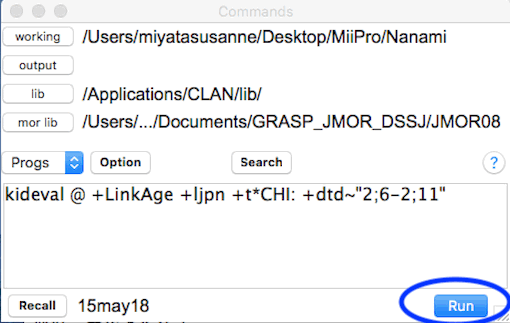 Commands
working /Users/miyatasusanne/Desktop/MiiPro/Nanami
output
lib /Applications/CLAN/lib/
mor lib /Users/.../Documents/GRASP_JMOR_DSSJ/JMOR08
Progs Option Search ?
kideval @ +LinkAge +ljpn +t*CHI: +dtd~"2;6-2;11"
Recall 15may18 Run